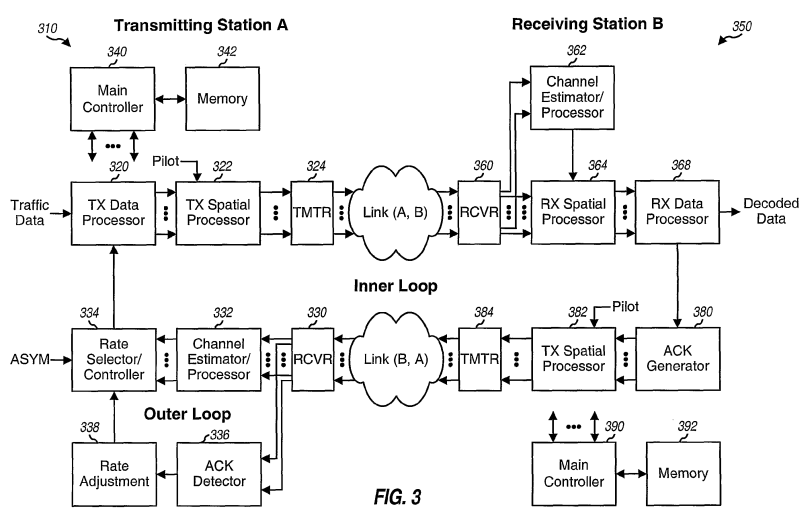 Transmitting Station A
Receiving Station B
310
350
340
342
362
Main
Controller
Memory
Channel
Estimator/
Processor
•••
320
Pilot
322
324
360
364
368
Traffic
Data
TX Data
Processor
TX Spatial
Processor
TMTR
Link (A, B)
RCVR
RX Spatial
Processor
RX Data
Processor
Decoded
Data
Inner Loop
334
332
330
384
382
Pilot
380
ASYM
Rate
Selector/
Controller
Channel
Estimator/
Processor
RCVR
Link (B, A)
TMTR
TX Spatial
Processor
ACK
Generator
Outer Loop
338
336
•••
390
392
Rate
Adjustment
ACK
Detector
Main
Controller
Memory
FIG. 3